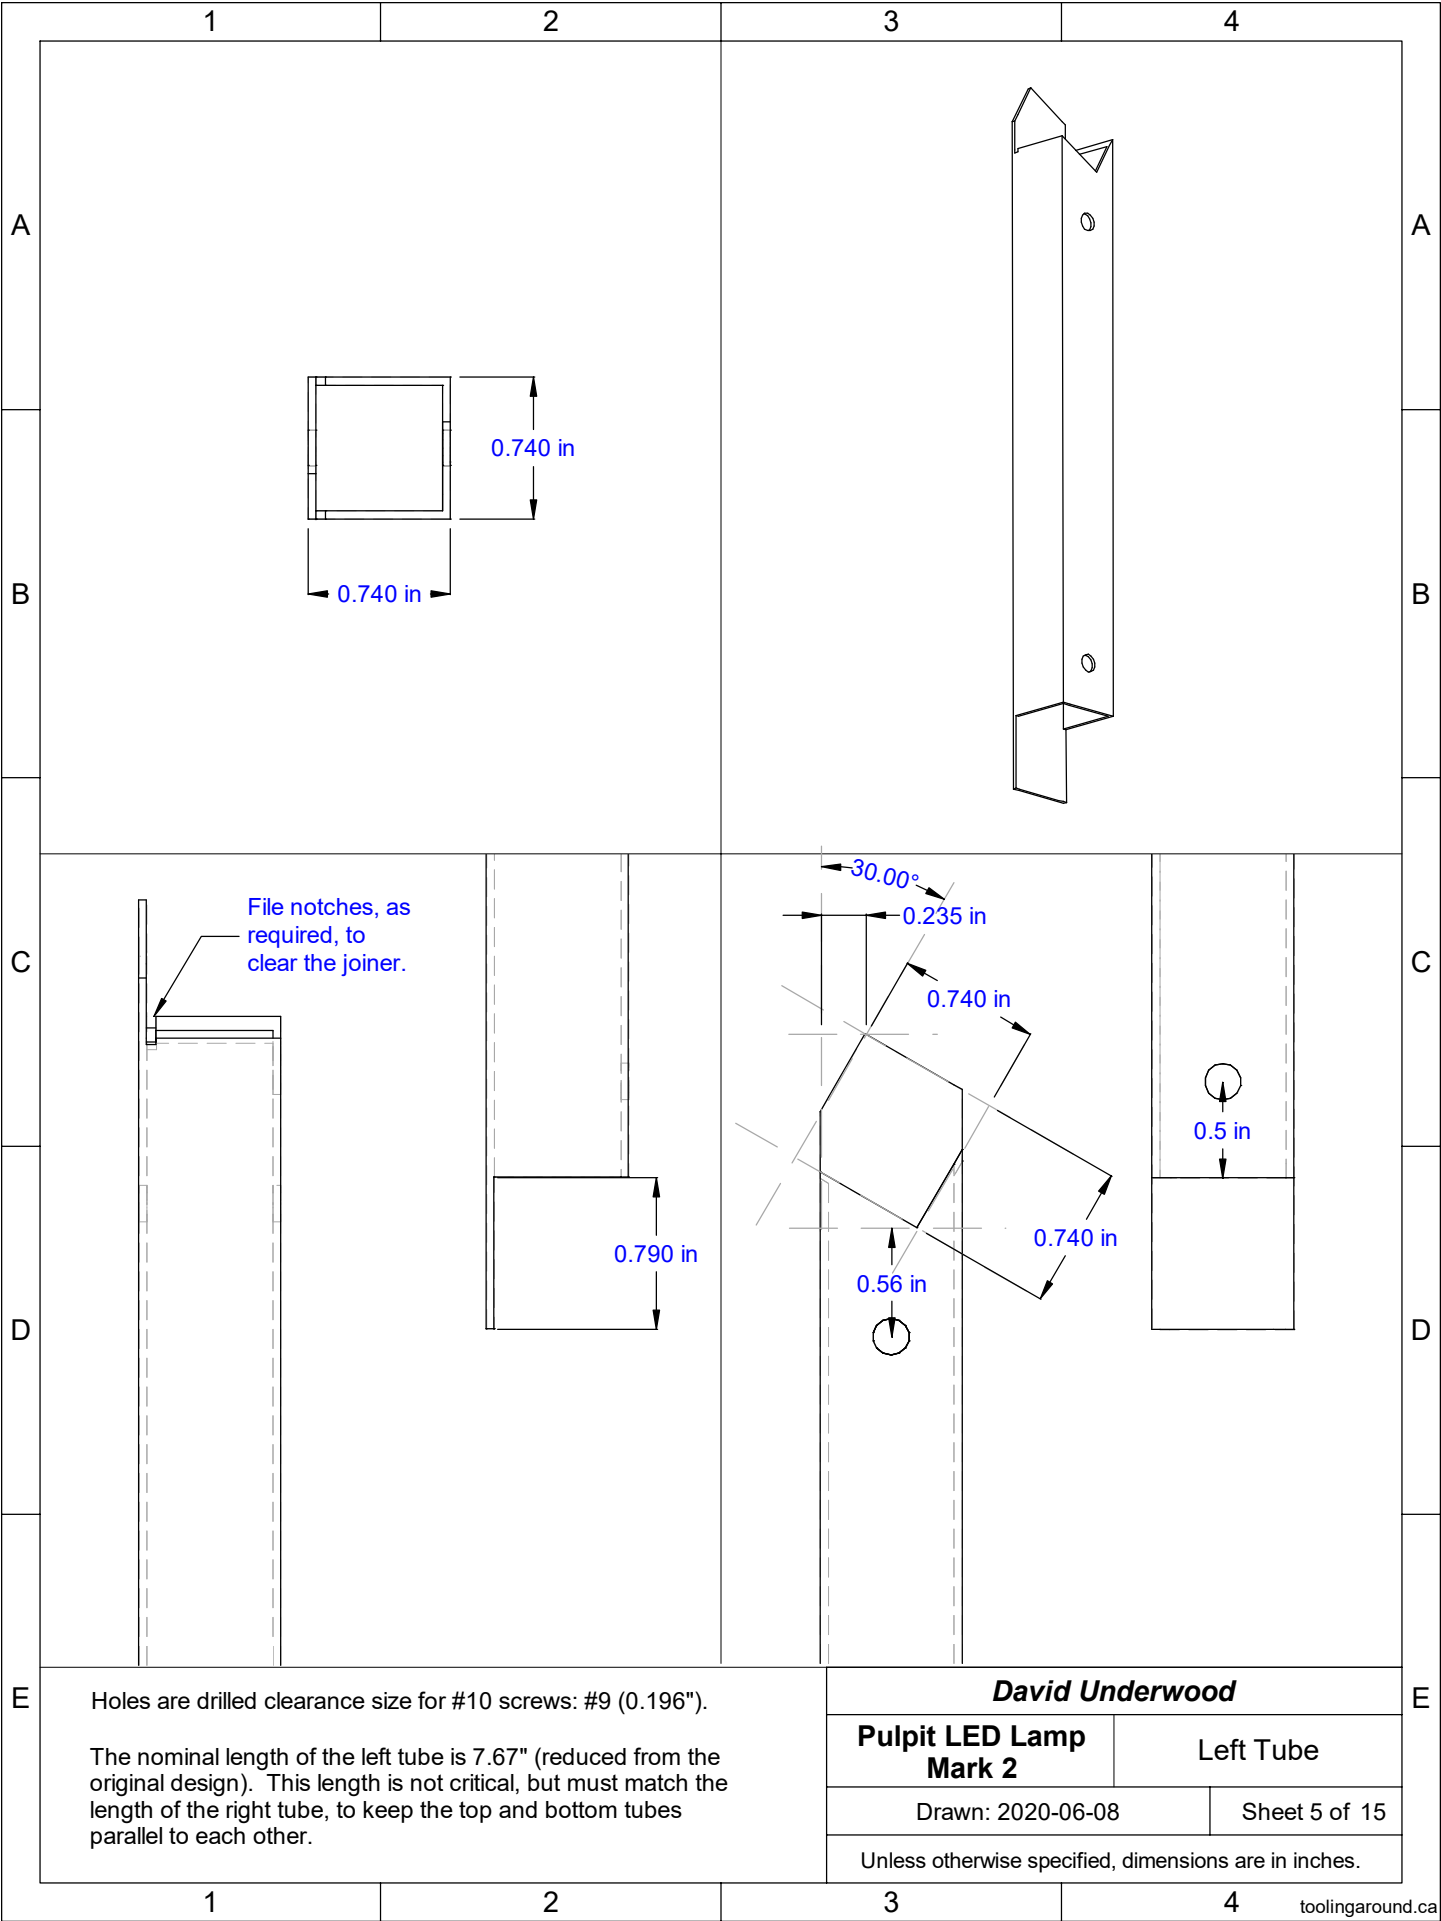 1 2 3 4
A A
0.740 in
B B
0.740 in
30.00°
File notches, as
required, to
clear the joiner.
0.235 in
C C
0.740 in
0.5 in
0.740 in
0.790 in
0.56 in
D D
E E
Holes are drilled clearance size for #10 screws: #9 (0.196").
The nominal length of the left tube is 7.67" (reduced from the
original design). This length is not critical, but must match the
length of the right tube, to keep the top and bottom tubes
parallel to each other.
David Underwood
Pulpit LED Lamp
Mark 2
Left Tube
Drawn: 2020-06-08
Sheet 5 of 15
Unless otherwise specified, dimensions are in inches.
1 2 3 4
toolingaround.ca